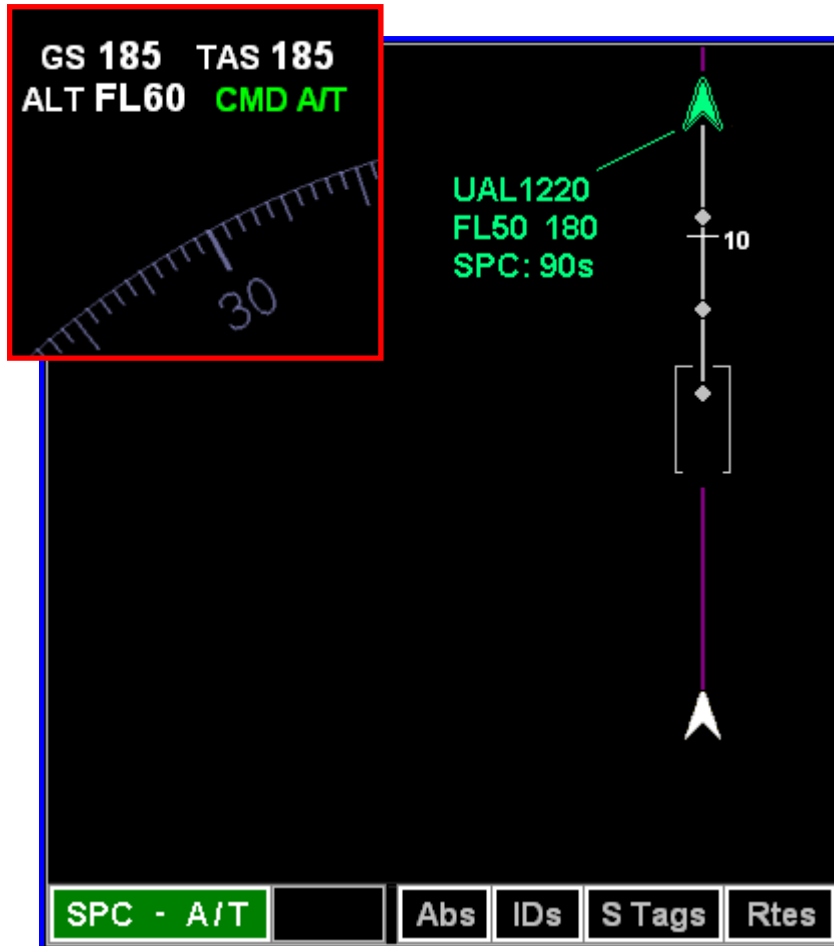 GS 185 TAS 185
ALT FL60 CMD A/T
30
UAL1220
FL50 180
SPC: 90s
10
SPC - A/T
Abs
IDs
S Tags
Rtes